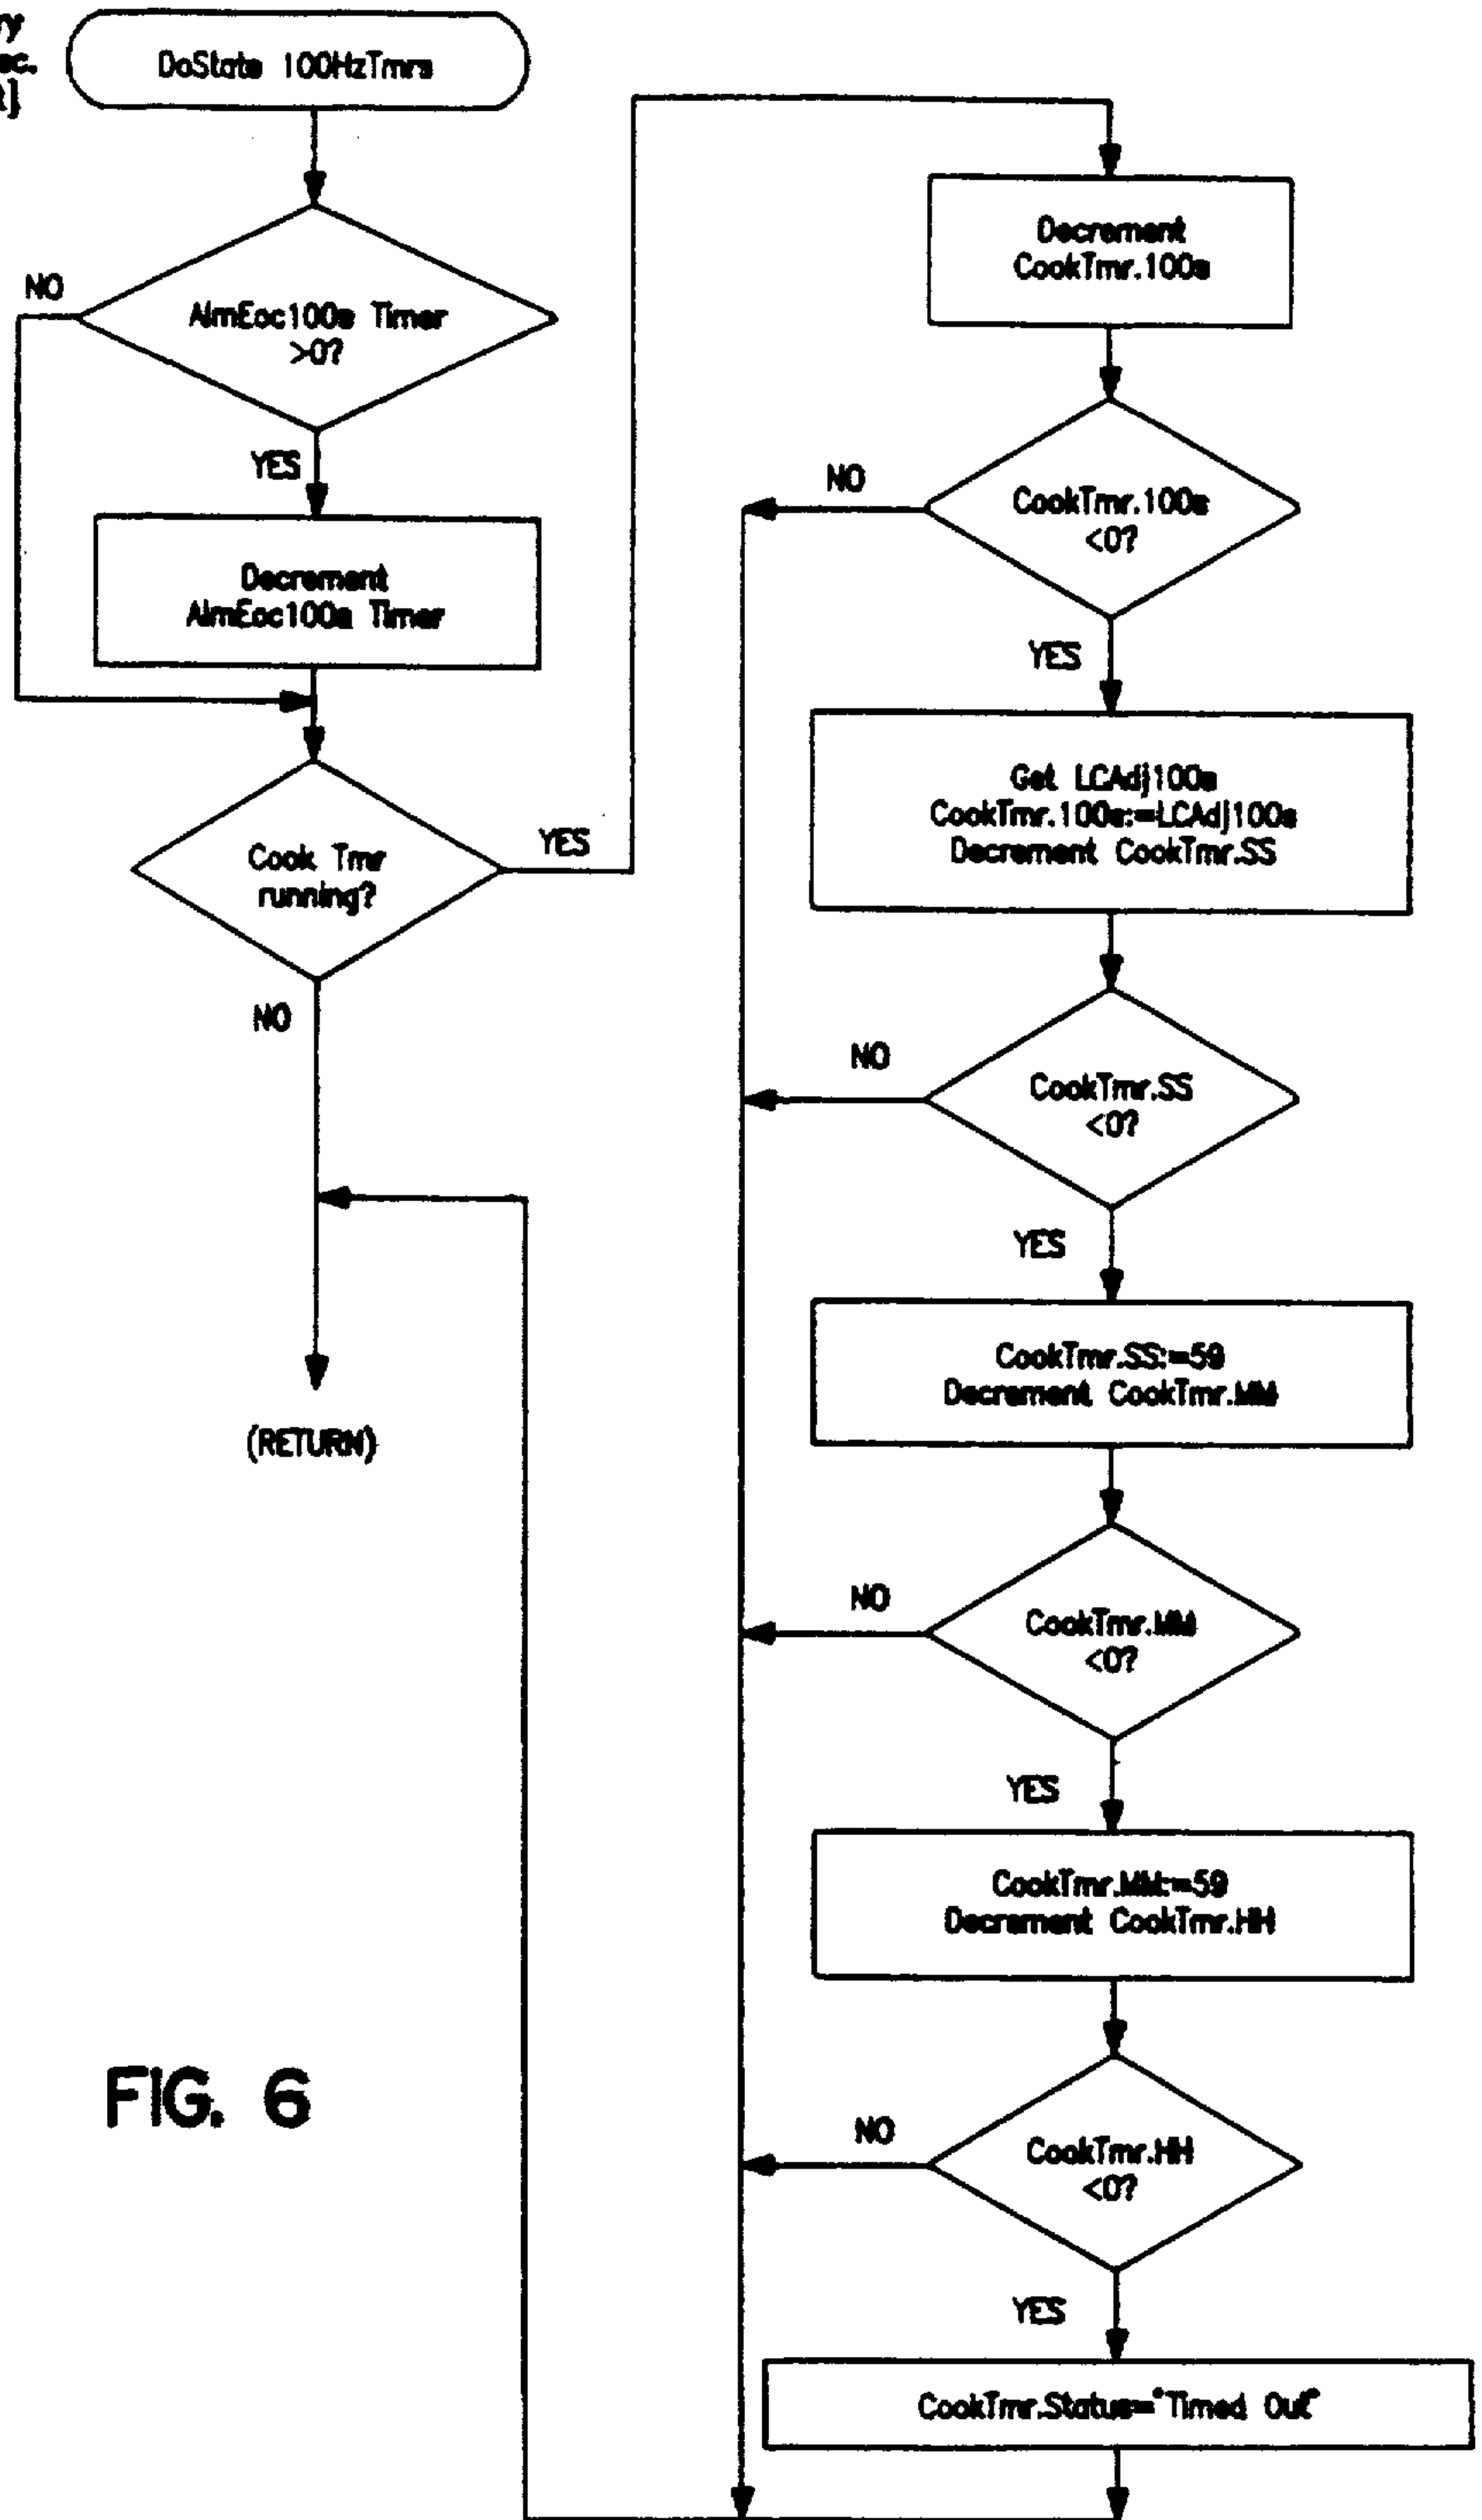 DoState 100HzTmrs
AlmEoc100s Timer
>0?
NO
YES
Decrement
AlmEoc100s Timer
Cook Tmr
running?
YES
NO
(RETURN)
Decrement
CookTmr.100s
CookTmr.100s
<0?
NO
YES
Get LCAdj100s
CookTmr.100s:=LCAdj100s
Decrement CookTmr.SS
CookTmr.SS
<0?
NO
YES
CookTmr.SS:=59
Decrement CookTmr.MM
CookTmr.MM
<0?
NO
YES
CookTmr.MM:=59
Decrement CookTmr.HH
CookTmr.HH
<0?
NO
YES
CookTmr.Status="Timed Out"
FIG. 6